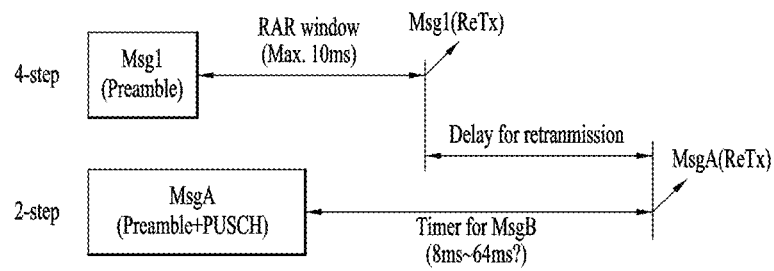 RAR window
(Max. 10ms)
Msg1(ReTx)
4-step
Msg1
(Preamble)
Delay for retranmission
MsgA(ReTx)
2-step
MsgA
(Preamble+PUSCH)
Timer for MsgB
(8ms~64ms?)